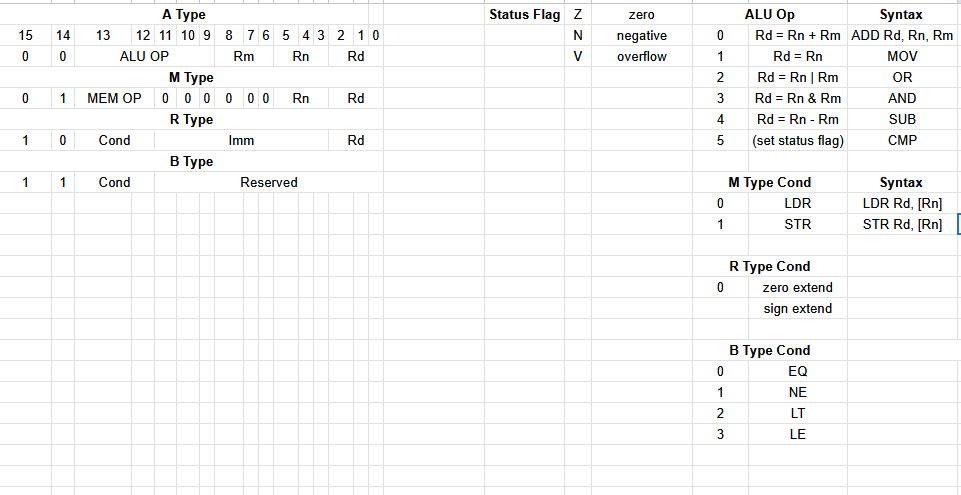 A Type Status Flag Z zero ALU Op Syntax
15 14 13 12 11 10 9 8 7 6 5 4 3 2 1 0 N negative 0 Rd = Rn + Rm ADD Rd, Rn, Rm
0 0 ALU OP Rm Rn Rd V overflow 1 Rd = Rn MOV
M Type 2 Rd = Rn | Rm OR
0 1 MEM OP 0 0 0 0 0 0 Rn Rd 3 Rd = Rn & Rm AND
R Type 4 Rd = Rn - Rm SUB
1 0 Cond Imm Rd 5 (set status flag) CMP
B Type
1 1 Cond Reserved M Type Cond Syntax
0 LDR LDR Rd, [Rn]
1 STR STR Rd, [Rn]
R Type Cond
0 zero extend
sign extend
B Type Cond
0 EQ
1 NE
2 LT
3 LE